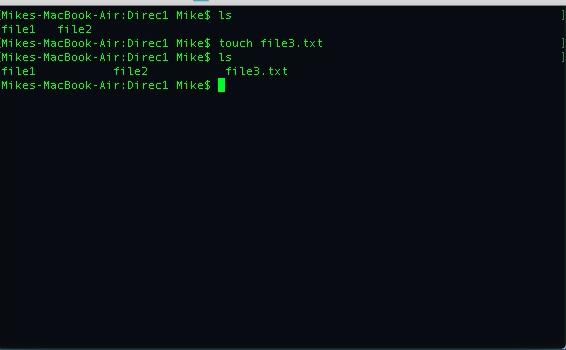 [Mikes-MacBook-Air:Direc1 Mike$ ls ]
file1 file2
[Mikes-MacBook-Air:Direc1 Mike$ touch file3.txt ]
[Mikes-MacBook-Air:Direc1 Mike$ ls ]
file1 file2 file3.txt
Mikes-MacBook-Air:Direc1 Mike$